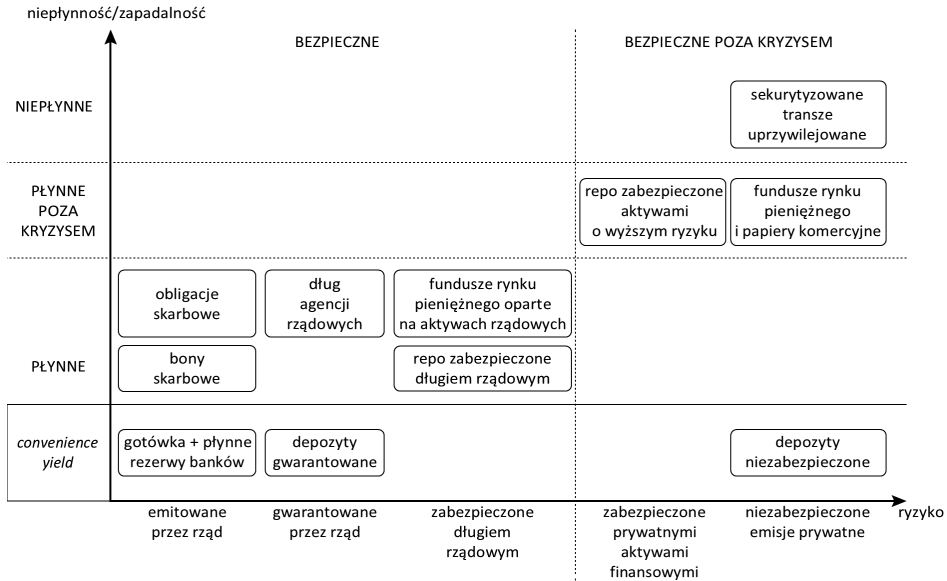 niepłynność/zapadalność
BEZPIECZNE
BEZPIECZNE POZA KRYZYSEM
NIEPŁYNNE
sekurytyzowane
transze
uprzywilejowane
PŁYNNE
POZA
KRYZYSEM
repo zabezpieczone
aktywami
o wyższym ryzyku
fundusze rynku
pieniężnego
i papiery komercyjne
obligacje
skarbowe
dług
agencji
rządowych
fundusze rynku
pieniężnego oparte
na aktywach rządowych
PŁYNNE
bony
skarbowe
repo zabezpieczone
długiem rządowym
convenience
yield
gotówka + płynne
rezerwy banków
depozyty
gwarantowane
depozyty
niezabezpieczone
emitowane
przez rząd
gwarantowane
przez rząd
zabezpieczone
długiem
rządowym
zabezpieczone
prywatnymi
aktywami
finansowymi
niezabezpieczone
emisje prywatne
ryzyko